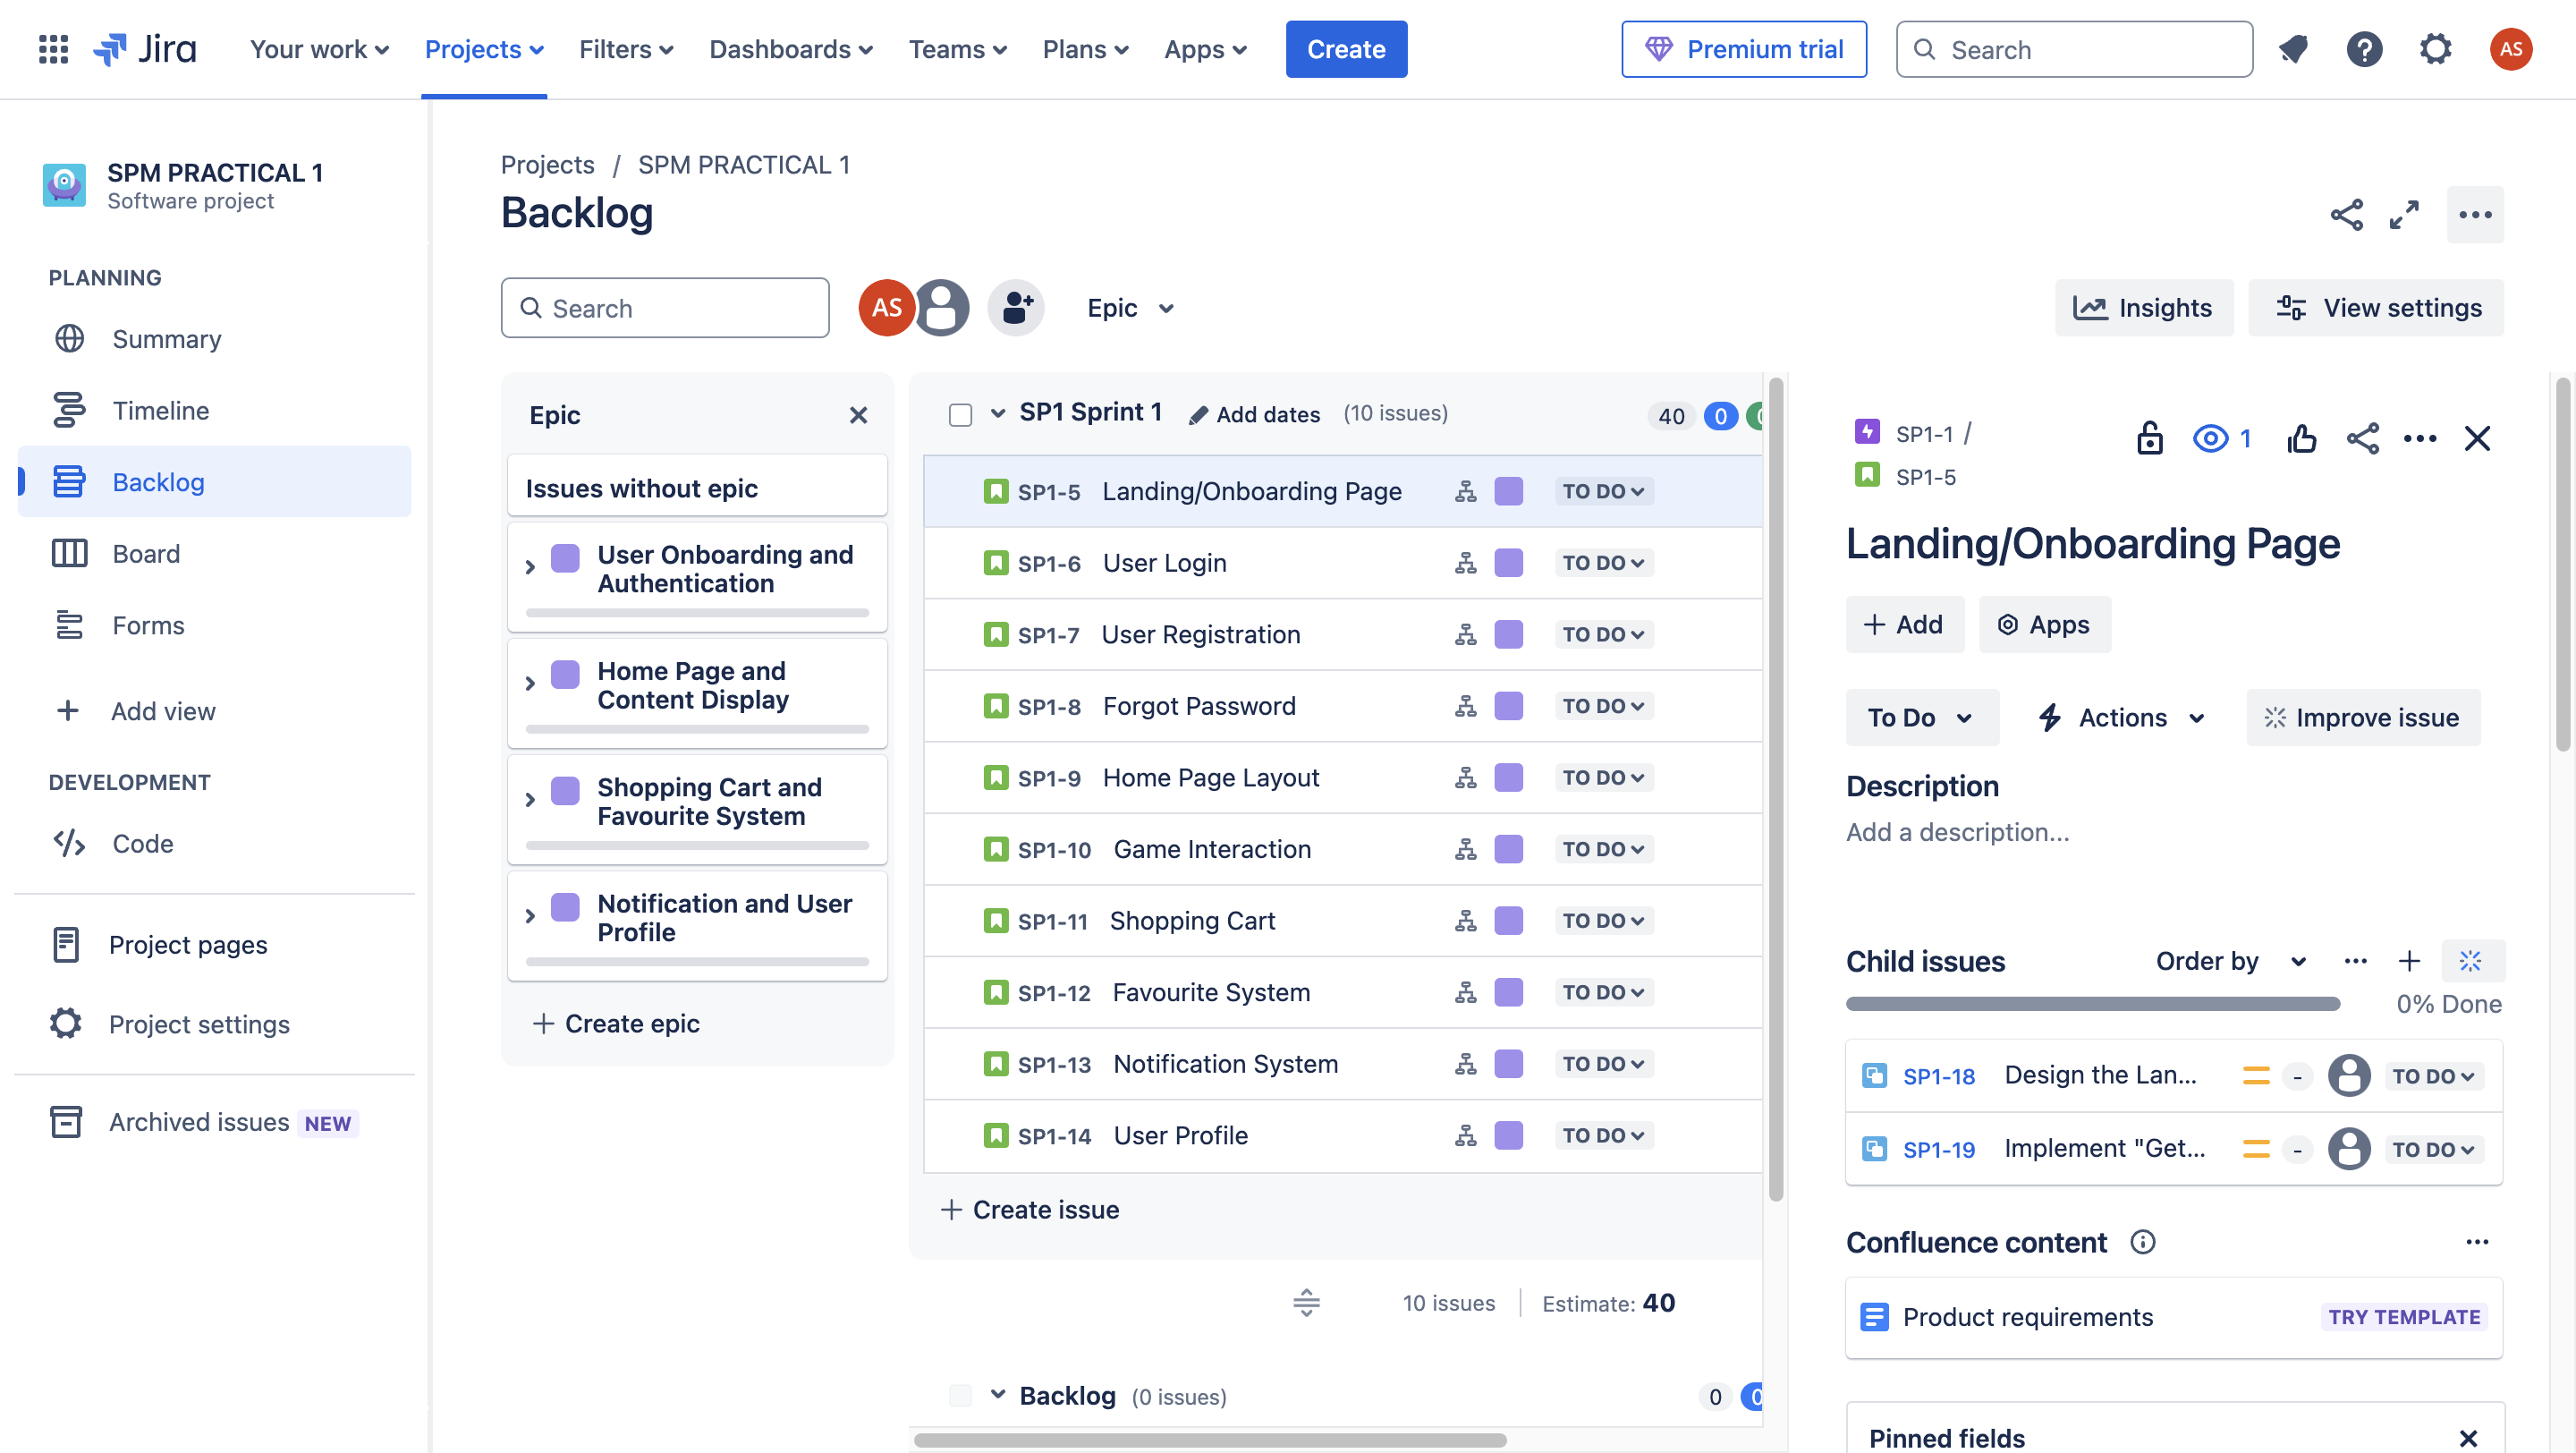 Jira
Your work
Projects
Filters
Dashboards
Teams
Plans
Apps
Create
Premium trial
Search
AS
SPM PRACTICAL 1
Software project
PLANNING
Summary
Timeline
Backlog
Board
Forms
Add view
DEVELOPMENT
Code
Project pages
Project settings
Archived issues NEW
Projects / SPM PRACTICAL 1
Backlog
Search
AS
Epic
Insights
View settings
Epic
Issues without epic
User Onboarding and
Authentication
Home Page and
Content Display
Shopping Cart and
Favourite System
Notification and User
Profile
Create epic
SP1 Sprint 1 Add dates (10 issues) 40 0
SP1-5 Landing/Onboarding Page TO DO
SP1-6 User Login TO DO
SP1-7 User Registration TO DO
SP1-8 Forgot Password TO DO
SP1-9 Home Page Layout TO DO
SP1-10 Game Interaction TO DO
SP1-11 Shopping Cart TO DO
SP1-12 Favourite System TO DO
SP1-13 Notification System TO DO
SP1-14 User Profile TO DO
Create issue
10 issues Estimate: 40
Backlog (0 issues) 0 0
SP1-1 /
SP1-5
1
Landing/Onboarding Page
Add
Apps
To Do
Actions
Improve issue
Description
Add a description...
Child issues Order by
0% Done
SP1-18 Design the Lan... - TO DO
SP1-19 Implement "Get... - TO DO
Confluence content
Product requirements TRY TEMPLATE
Pinned fields